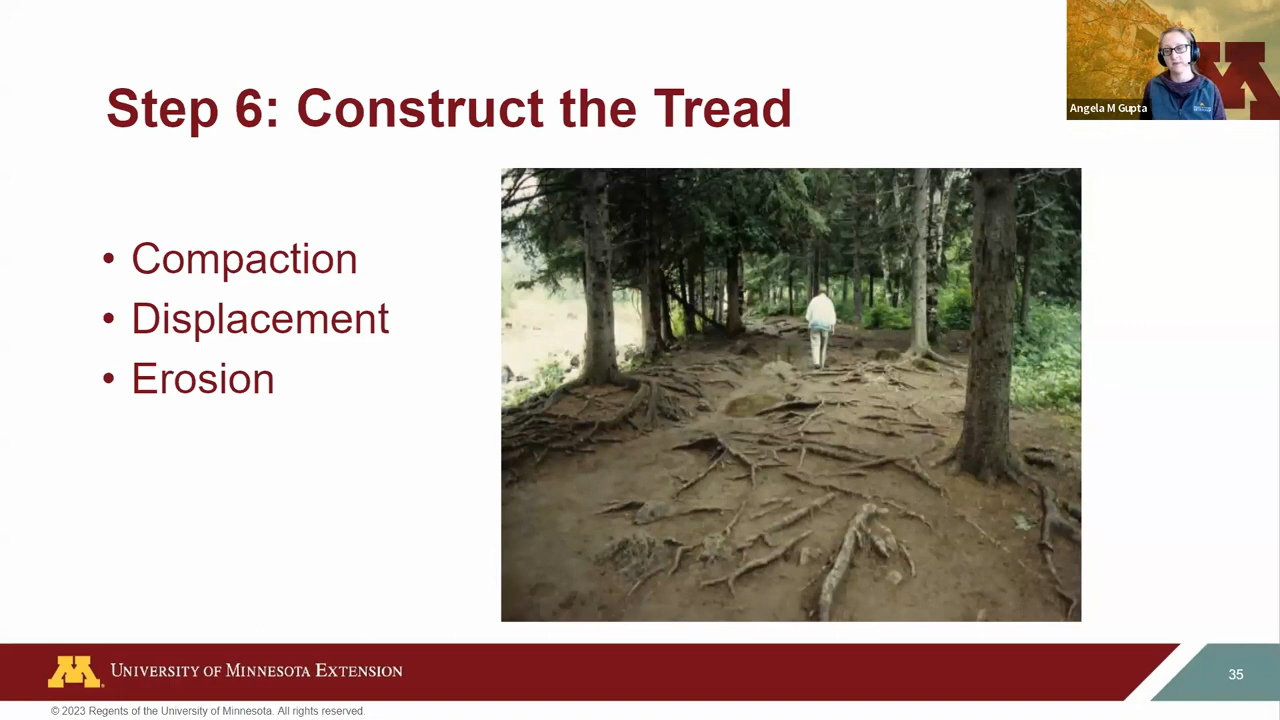 Step 6: Construct the Tread
Angela M Gupta
• Compaction
• Displacement
• Erosion
M
UNIVERSITY OF MINNESOTA EXTENSION
35
© 2023 Regents of the University of Minnesota. All rights reserved.